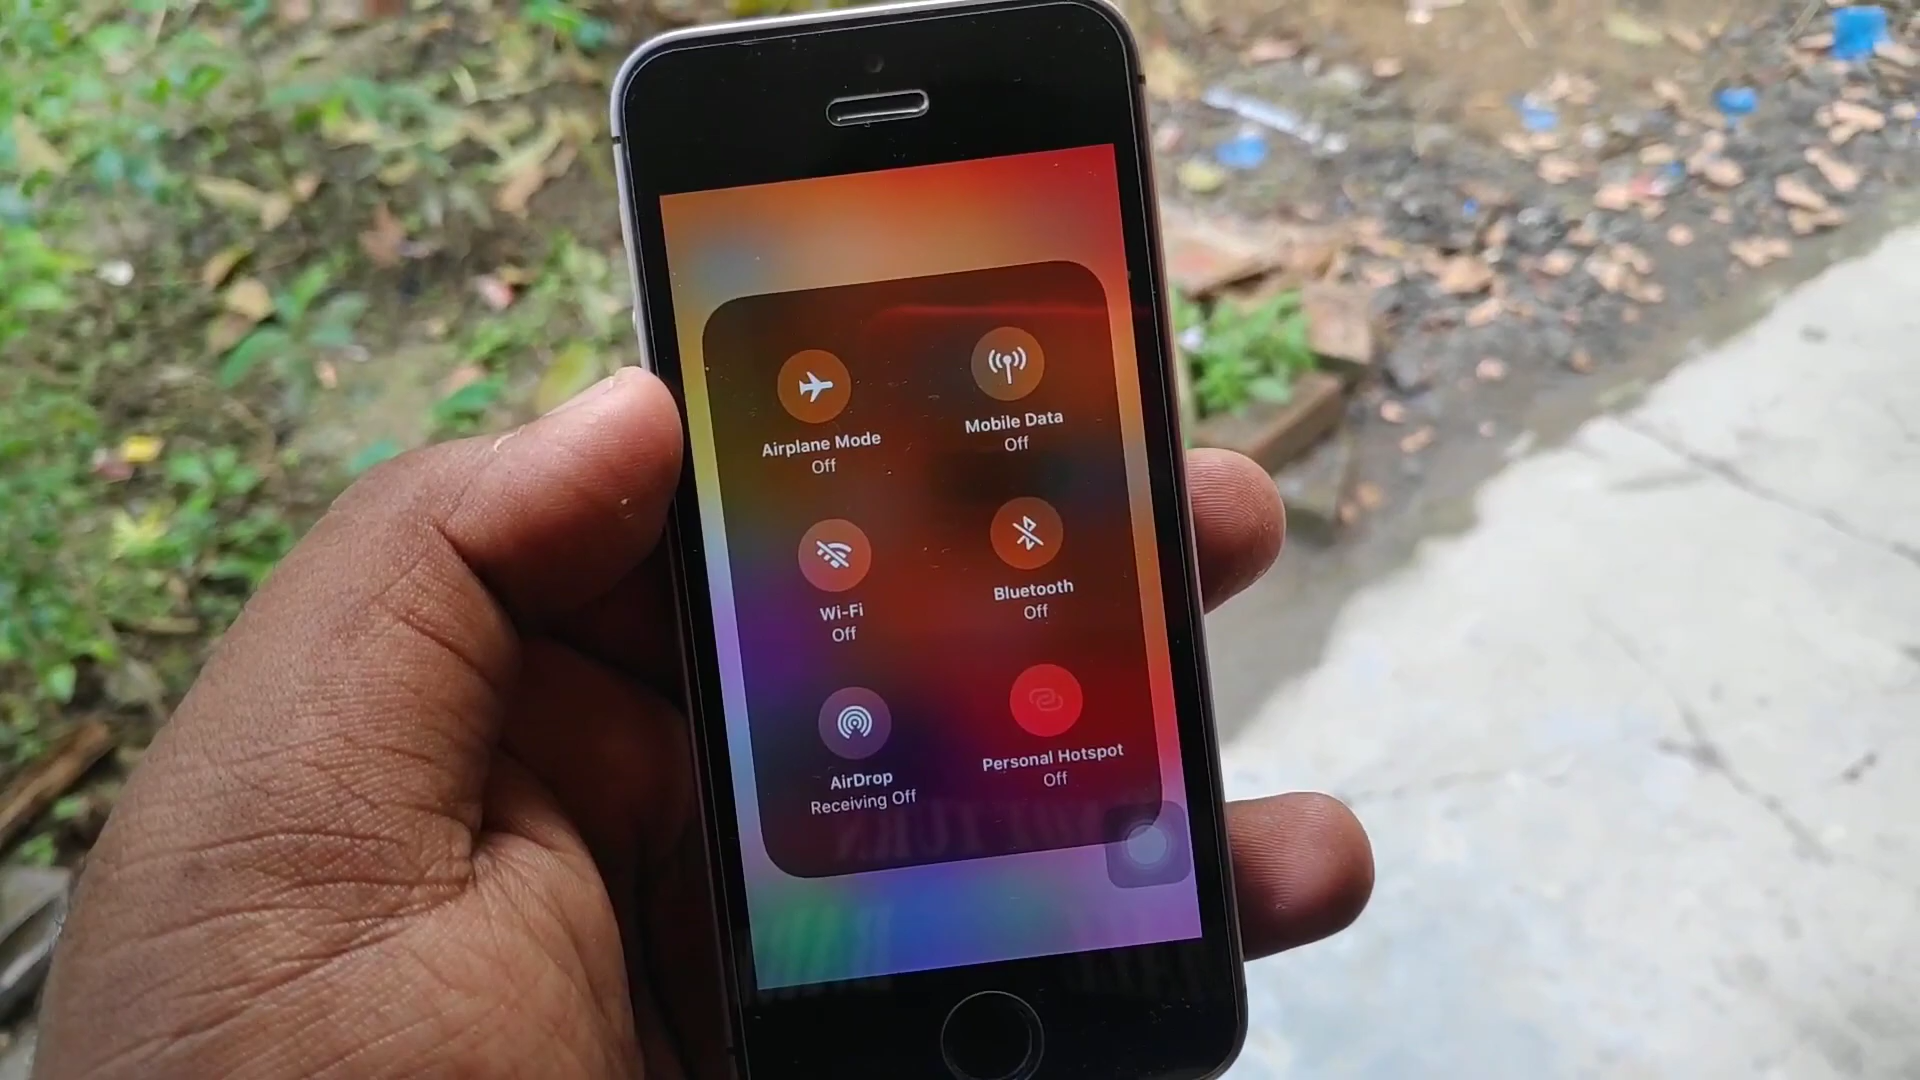 Airplane Mode
Off
Mobile Data
Off
Wi-Fi
Off
Bluetooth
Off
AirDrop
Receiving Off
Personal Hotspot
Off